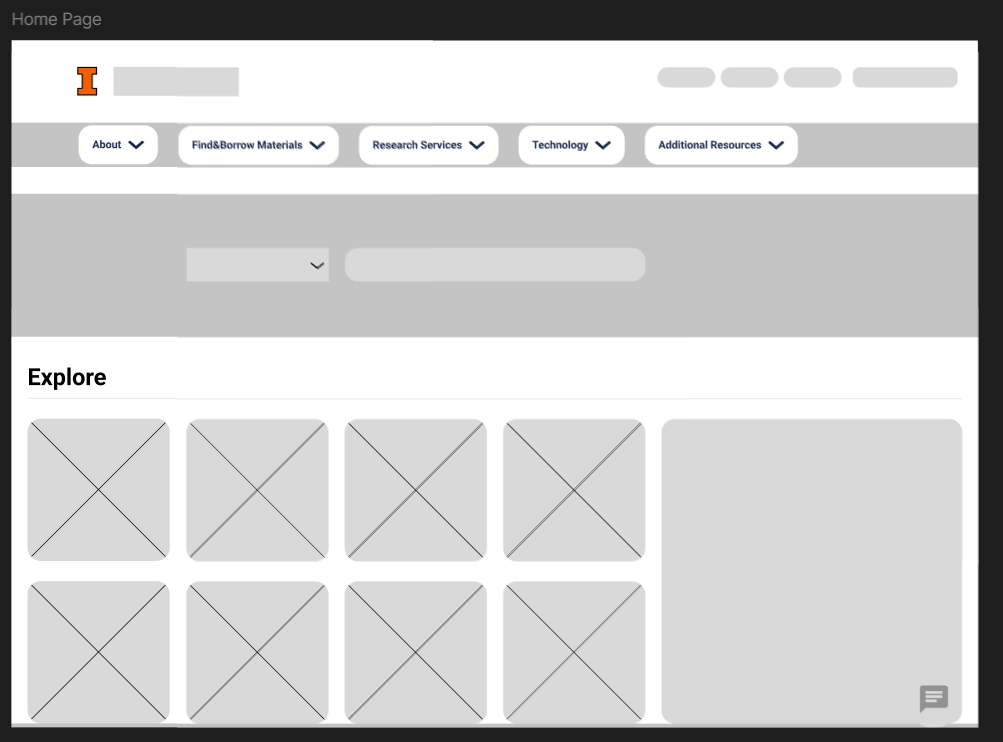 Home Page
I
About
Find&Borrow Materials
Research Services
Technology
Additional Resources
Explore